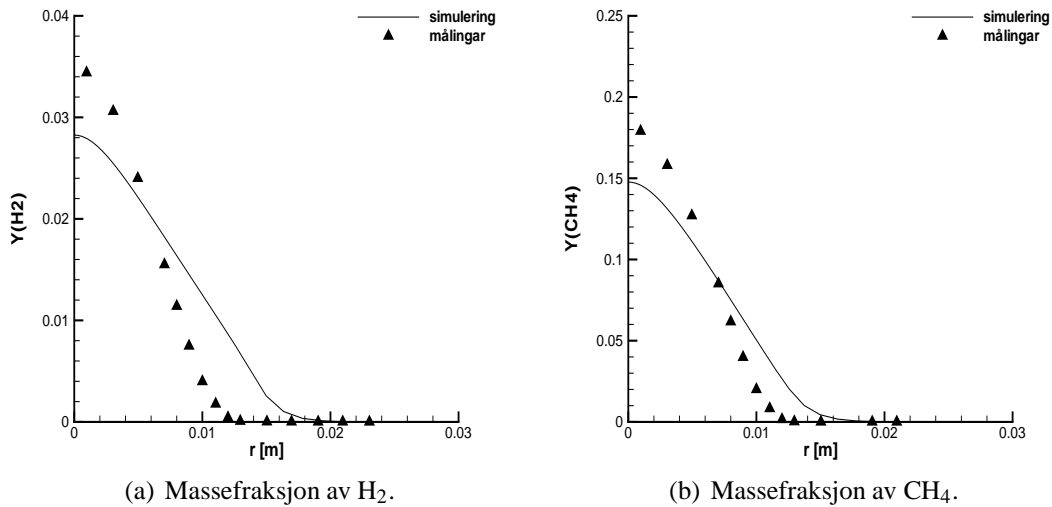 0.04
0.03
0.02
0.01
0
Y(H2)
0
0.01
0.02
0.03
r [m]
simulering
målingar
(a) Massefraksjon av H₂.
0.25
0.2
0.15
0.1
0.05
0
Y(CH4)
0
0.01
0.02
0.03
r [m]
simulering
målingar
(b) Massefraksjon av CH₄.